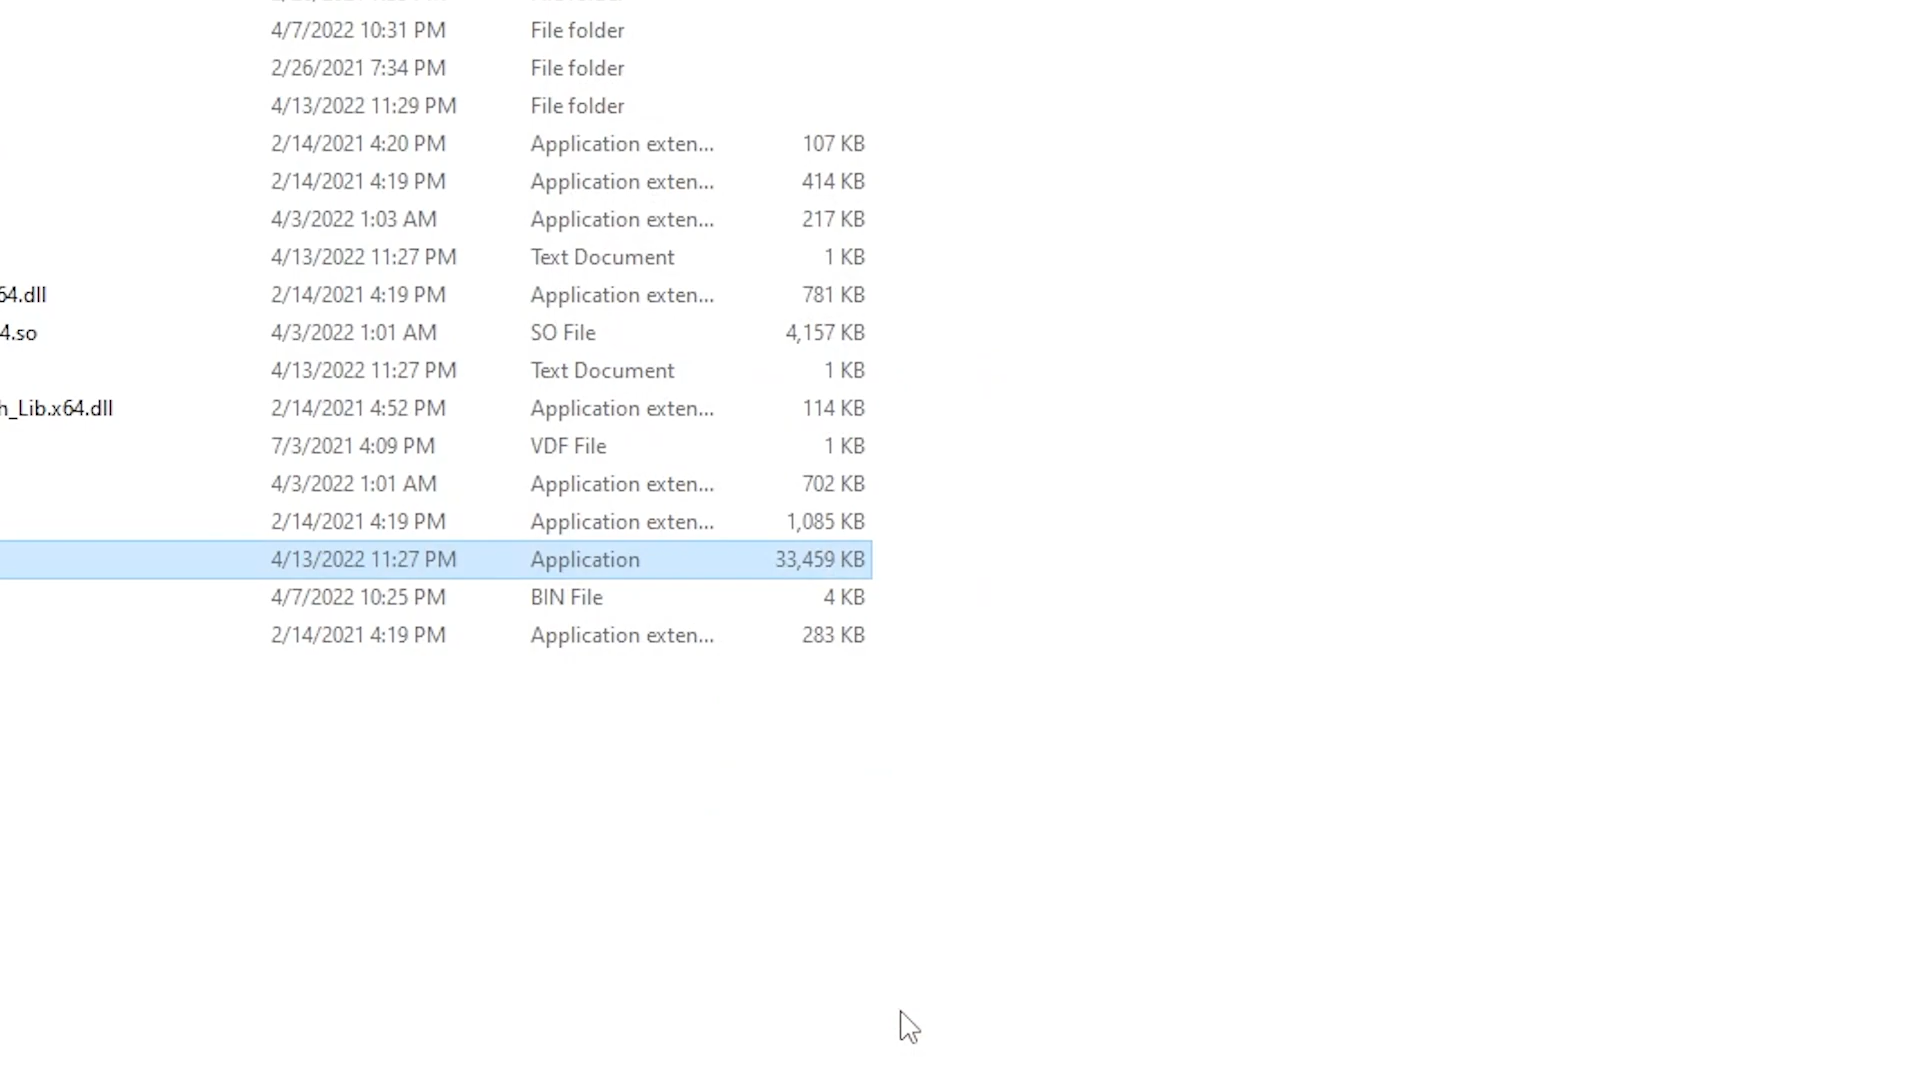 4/7/2022 10:31 PM File folder
2/26/2021 7:34 PM File folder
4/13/2022 11:29 PM File folder
2/14/2021 4:20 PM Application exten... 107 KB
2/14/2021 4:19 PM Application exten... 414 KB
4/3/2022 1:03 AM Application exten... 217 KB
4/13/2022 11:27 PM Text Document 1 KB
64.dll 2/14/2021 4:19 PM Application exten... 781 KB
4.so 4/3/2022 1:01 AM SO File 4,157 KB
4/13/2022 11:27 PM Text Document 1 KB
h_Lib.x64.dll 2/14/2021 4:52 PM Application exten... 114 KB
7/3/2021 4:09 PM VDF File 1 KB
4/3/2022 1:01 AM Application exten... 702 KB
2/14/2021 4:19 PM Application exten... 1,085 KB
4/13/2022 11:27 PM Application 33,459 KB
4/7/2022 10:25 PM BIN File 4 KB
2/14/2021 4:19 PM Application exten... 283 KB